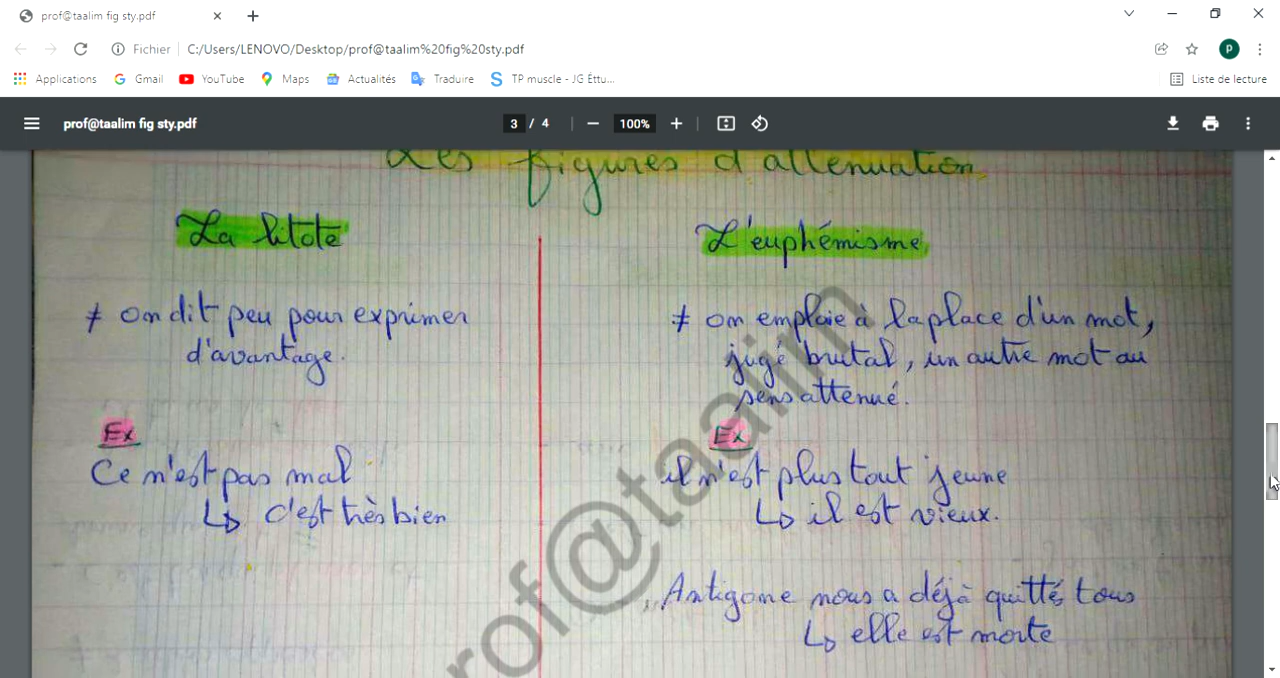 prof@taalim fig sty.pdf
Fichier
C:/Users/LENOVO/Desktop/prof@taalim%20fig%20sty.pdf
P
Applications
Gmail
YouTube
Maps
Actualités
Traduire
TP muscle - JG Éttu...
Liste de lecture
prof@taalim fig sty.pdf
3 / 4
100%
Les figures d'attenuation
La litote
≠ on dit peu pour exprimer
d'avantage.
Ex
Ce n'est pas mal
↳ c'est très bien
L'euphémisme
≠ on emploie à la place d'un mot,
jugé brutal, un autre mot au
sens attenué.
Ex
il n'est plus tout jeune
↳ il est vieux.
Antigone nous a déjà quittés tous
↳ elle est morte
rof@taalim